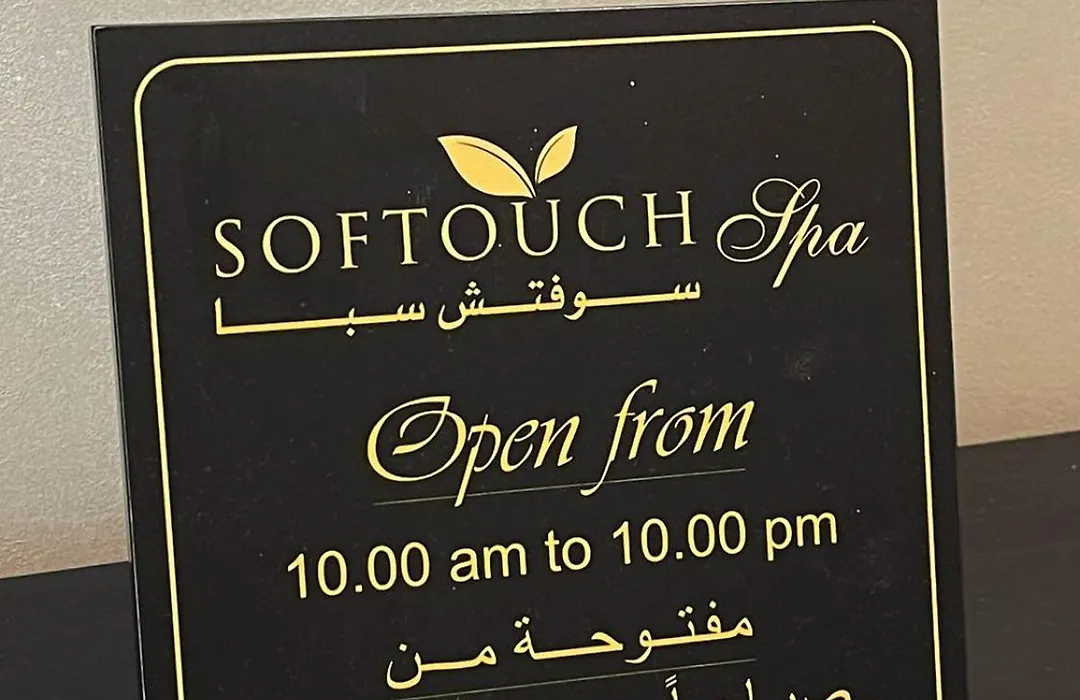 SOFTOUCH Spa
سوفتش سبا
Open from
10.00 am to 10.00 pm
مفتوحة من